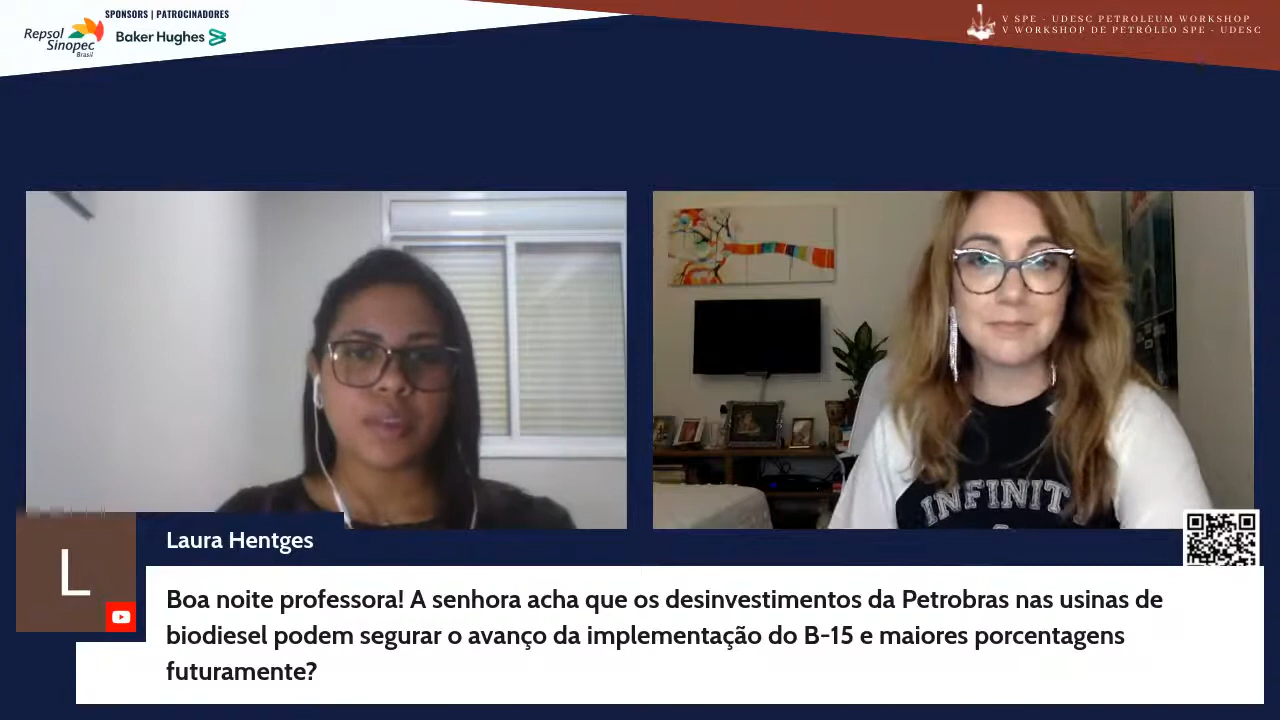 SPONSORS | PATROCINADORES
Repsol
Sinopec
Brasil
Baker Hughes
V SPE - UDESC PETROLEUM WORKSHOP
V WORKSHOP DE PETRÓLEO SPE - UDESC
INFINIT
L
Laura Hentges
Boa noite professora! A senhora acha que os desinvestimentos da Petrobras nas usinas de
biodiesel podem segurar o avanço da implementação do B-15 e maiores porcentagens
futuramente?